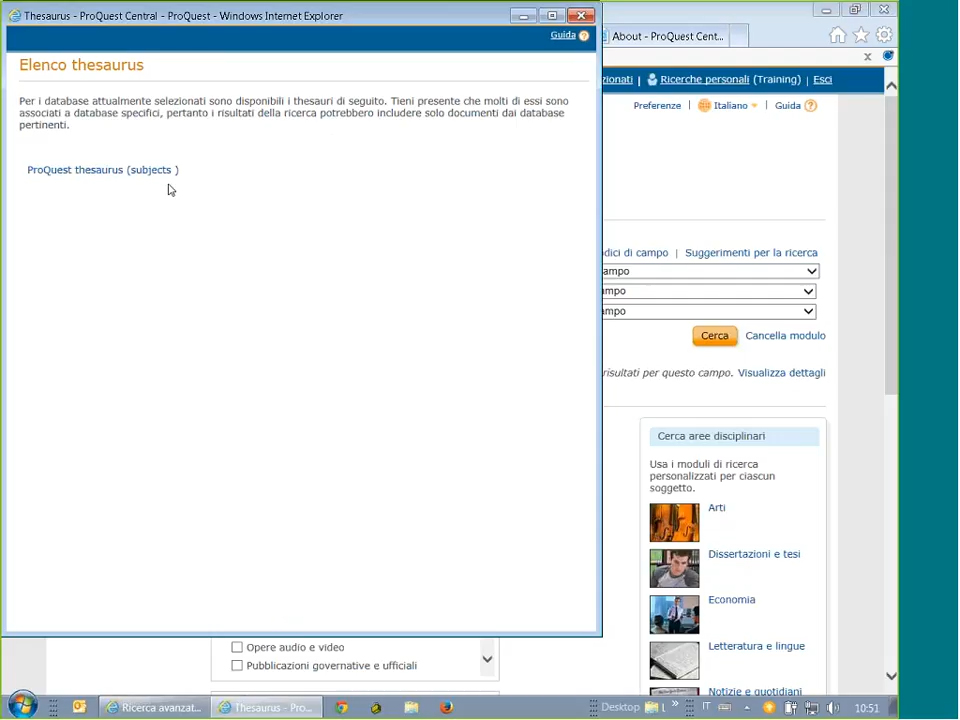 Thesaurus - ProQuest Central - ProQuest - Windows Internet Explorer
Guida
Elenco thesaurus
Per i database attualmente selezionati sono disponibili i thesauri di seguito. Tieni presente che molti di essi sono
associati a database specifici, pertanto i risultati della ricerca potrebbero includere solo documenti dai database
pertinenti.
ProQuest thesaurus (subjects )
About - ProQuest Cent...
Ricerche personali (Training) | Esci
Preferenze | Italiano | Guida
di campo | Suggerimenti per la ricerca
Cerca Cancella modulo
risultati per questo campo. Visualizza dettagli
Cerca aree disciplinari
Usa i moduli di ricerca
personalizzati per ciascun
soggetto.
Arti
Dissertazioni e tesi
Economia
Letteratura e lingue
Notizie e quotidiani
Opere audio e video
Pubblicazioni governative e ufficiali
Ricerca avanzat...
Thesaurus - Pro...
Desktop
L
»
IT
10:51